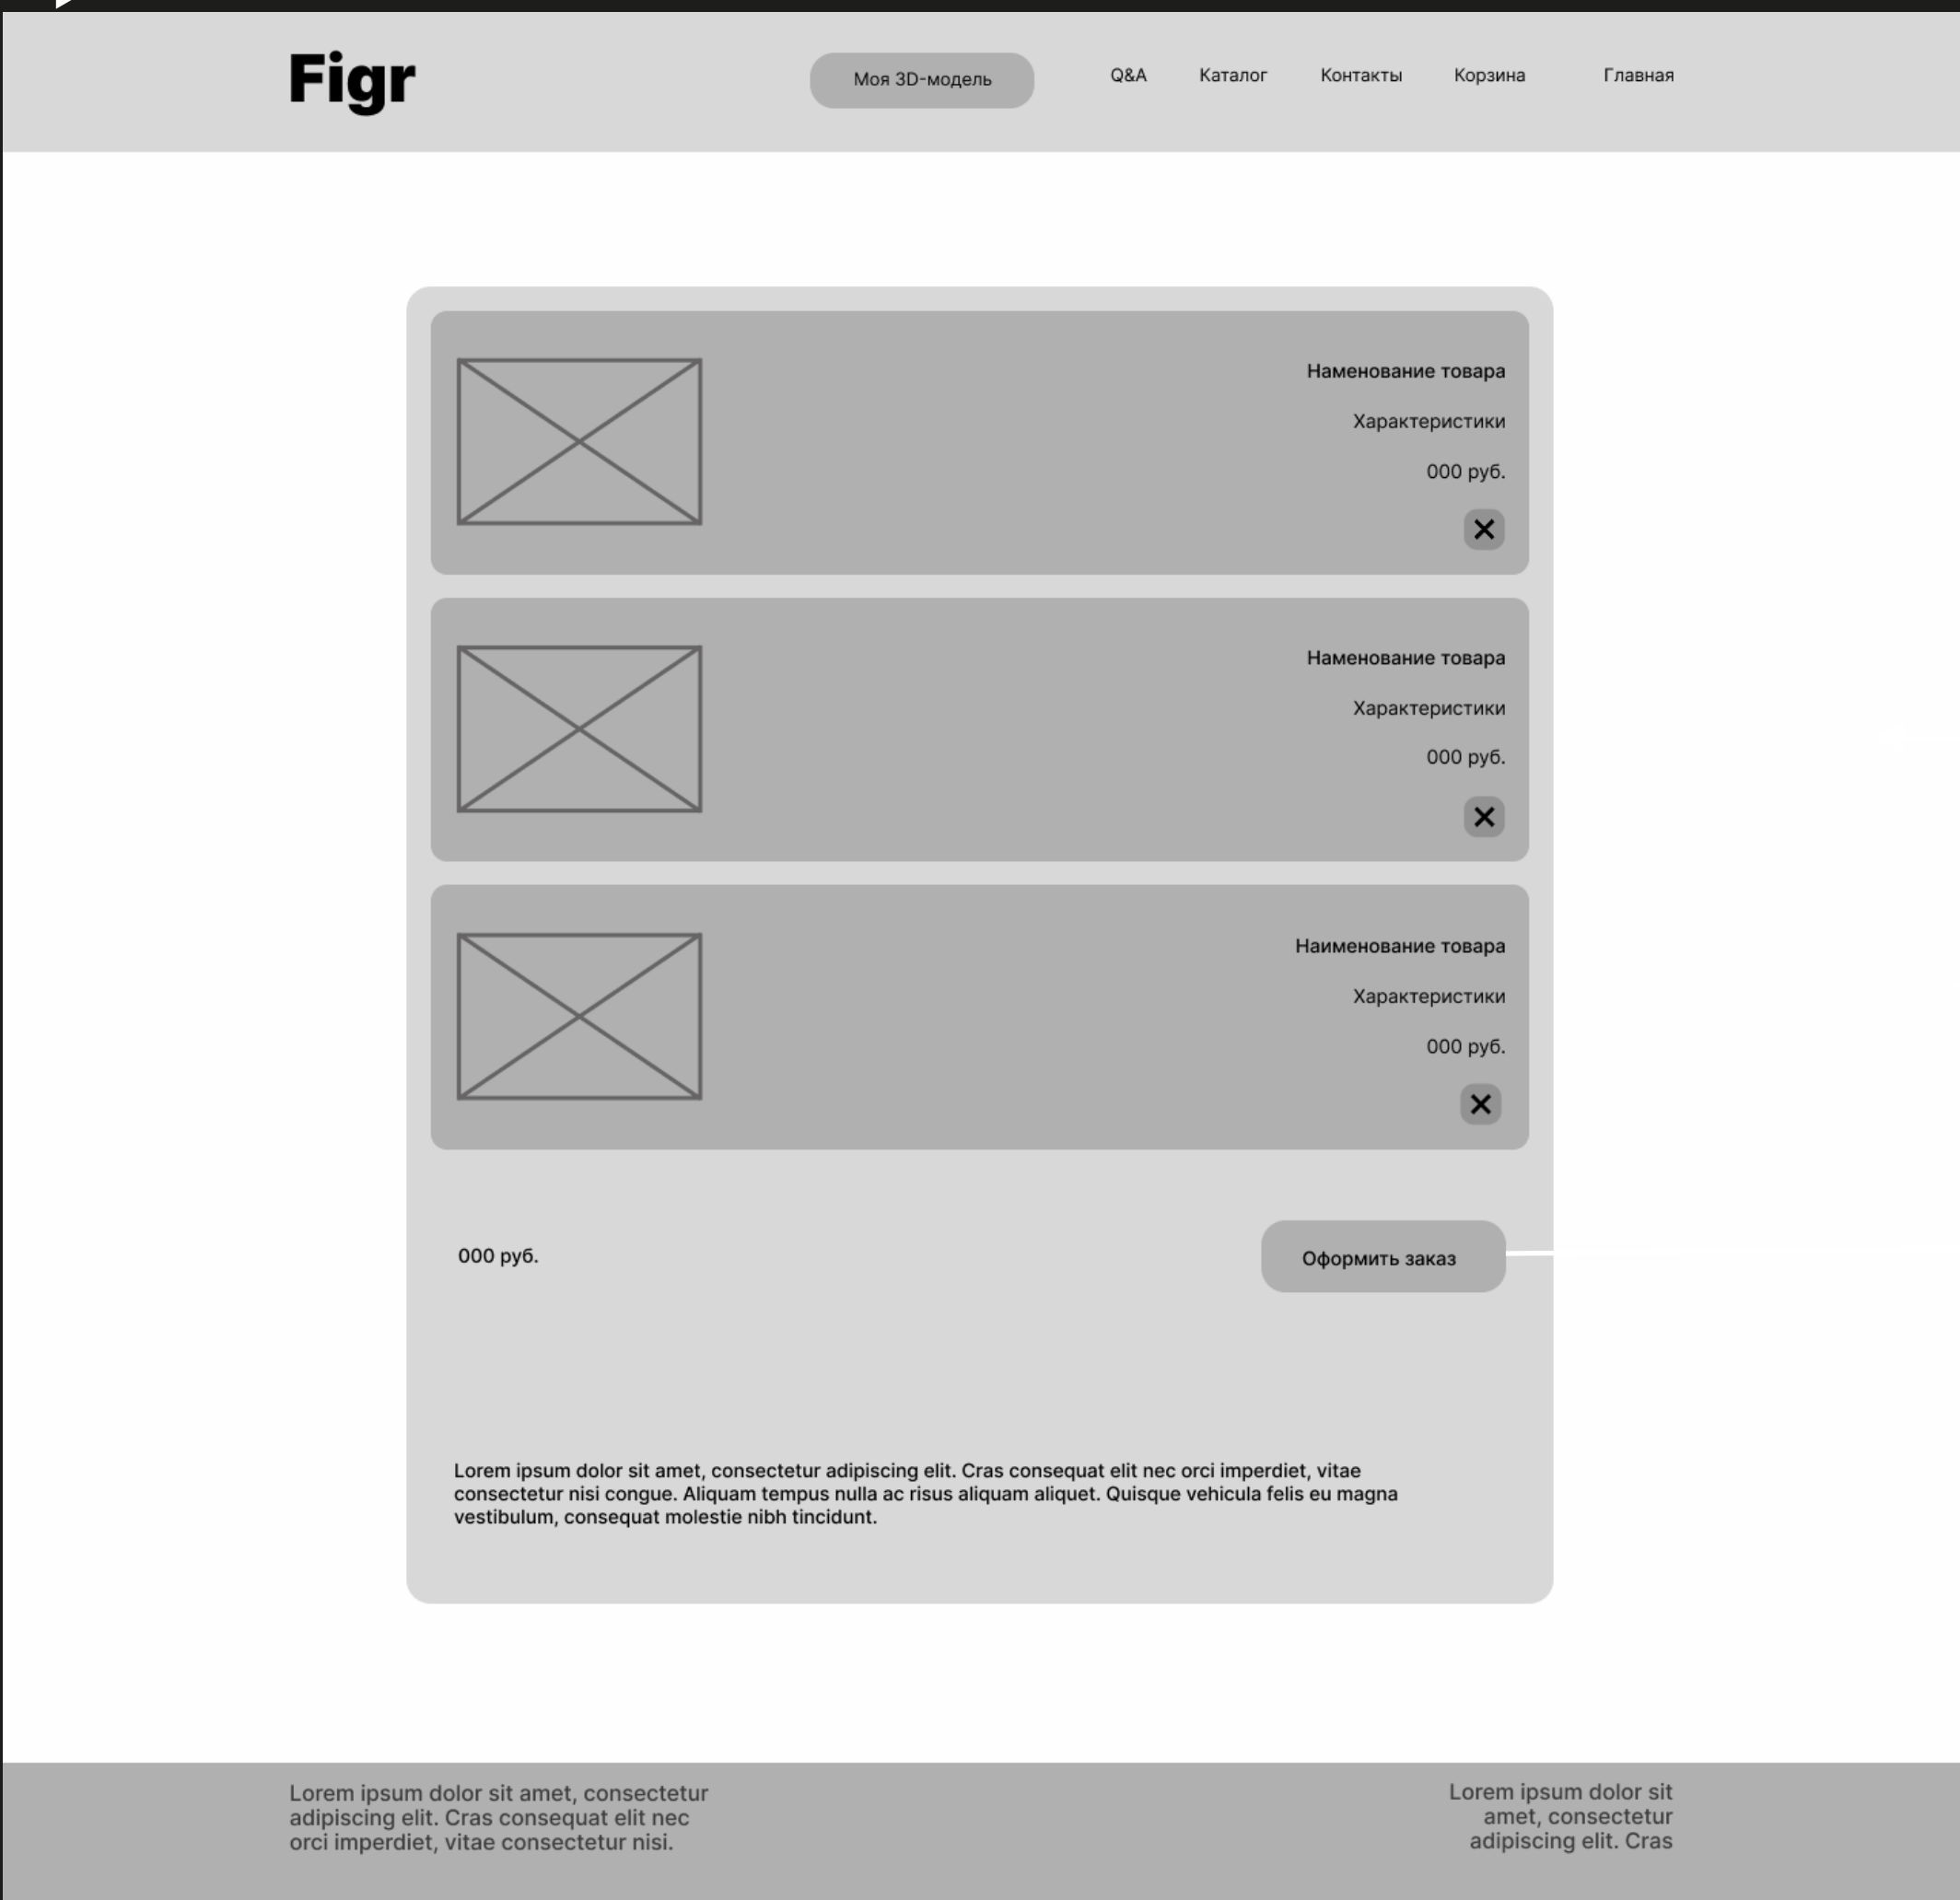 Figr
Моя 3D-модель
Q&A
Каталог
Контакты
Корзина
Главная
Наменование товара
Характеристики
000 руб.
Наменование товара
Характеристики
000 руб.
Наименование товара
Характеристики
000 руб.
000 руб.
Оформить заказ
Lorem ipsum dolor sit amet, consectetur adipiscing elit. Cras consequat elit nec orci imperdiet, vitae
consectetur nisi congue. Aliquam tempus nulla ac risus aliquam aliquet. Quisque vehicula felis eu magna
vestibulum, consequat molestie nibh tincidunt.
Lorem ipsum dolor sit amet, consectetur
adipiscing elit. Cras consequat elit nec
orci imperdiet, vitae consectetur nisi.
Lorem ipsum dolor sit
amet, consectetur
adipiscing elit. Cras